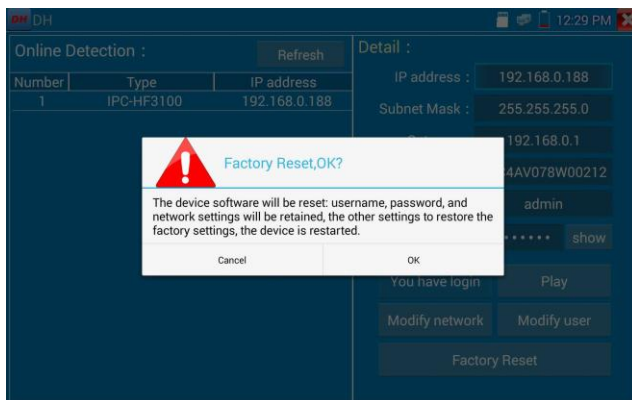 DH DH
12:29 PM
Online Detection :
Refresh
Number Type IP address
1 IPC-HF3100 192.168.0.188
Detail :
IP address : 192.168.0.188
Subnet Mask : 255.255.255.0
192.168.0.1
4AV078W00212
admin
•••••• show
You have login Play
Modify network Modify user
Factory Reset
Factory Reset,OK?
The device software will be reset: username, password, and
network settings will be retained, the other settings to restore the
factory settings, the device is restarted.
Cancel OK